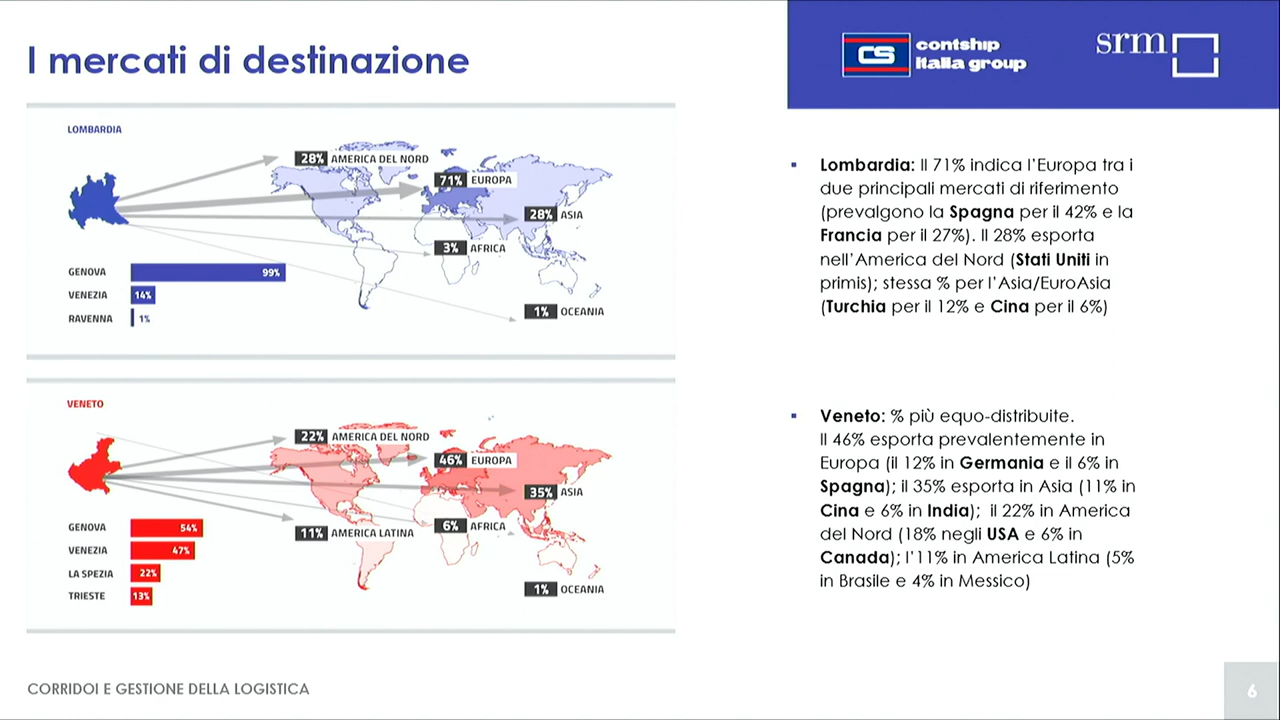 I mercati di destinazione
CS contship italia group
srm
LOMBARDIA
28% AMERICA DEL NORD
71% EUROPA
28% ASIA
3% AFRICA
1% OCEANIA
GENOVA 99%
VENEZIA 14%
RAVENNA 1%
Lombardia: Il 71% indica l'Europa tra i
due principali mercati di riferimento
(prevalgono la Spagna per il 42% e la
Francia per il 27%). Il 28% esporta
nell'America del Nord (Stati Uniti in
primis); stessa % per l'Asia/EuroAsia
(Turchia per il 12% e Cina per il 6%)
VENETO
22% AMERICA DEL NORD
46% EUROPA
35% ASIA
11% AMERICA LATINA
6% AFRICA
1% OCEANIA
GENOVA 54%
VENEZIA 47%
LA SPEZIA 22%
TRIESTE 13%
Veneto: % più equo-distribuite.
Il 46% esporta prevalentemente in
Europa (il 12% in Germania e il 6% in
Spagna); il 35% esporta in Asia (11% in
Cina e 6% in India); il 22% in America
del Nord (18% negli USA e 6% in
Canada); l'11% in America Latina (5%
in Brasile e 4% in Messico)
CORRIDOI E GESTIONE DELLA LOGISTICA
6